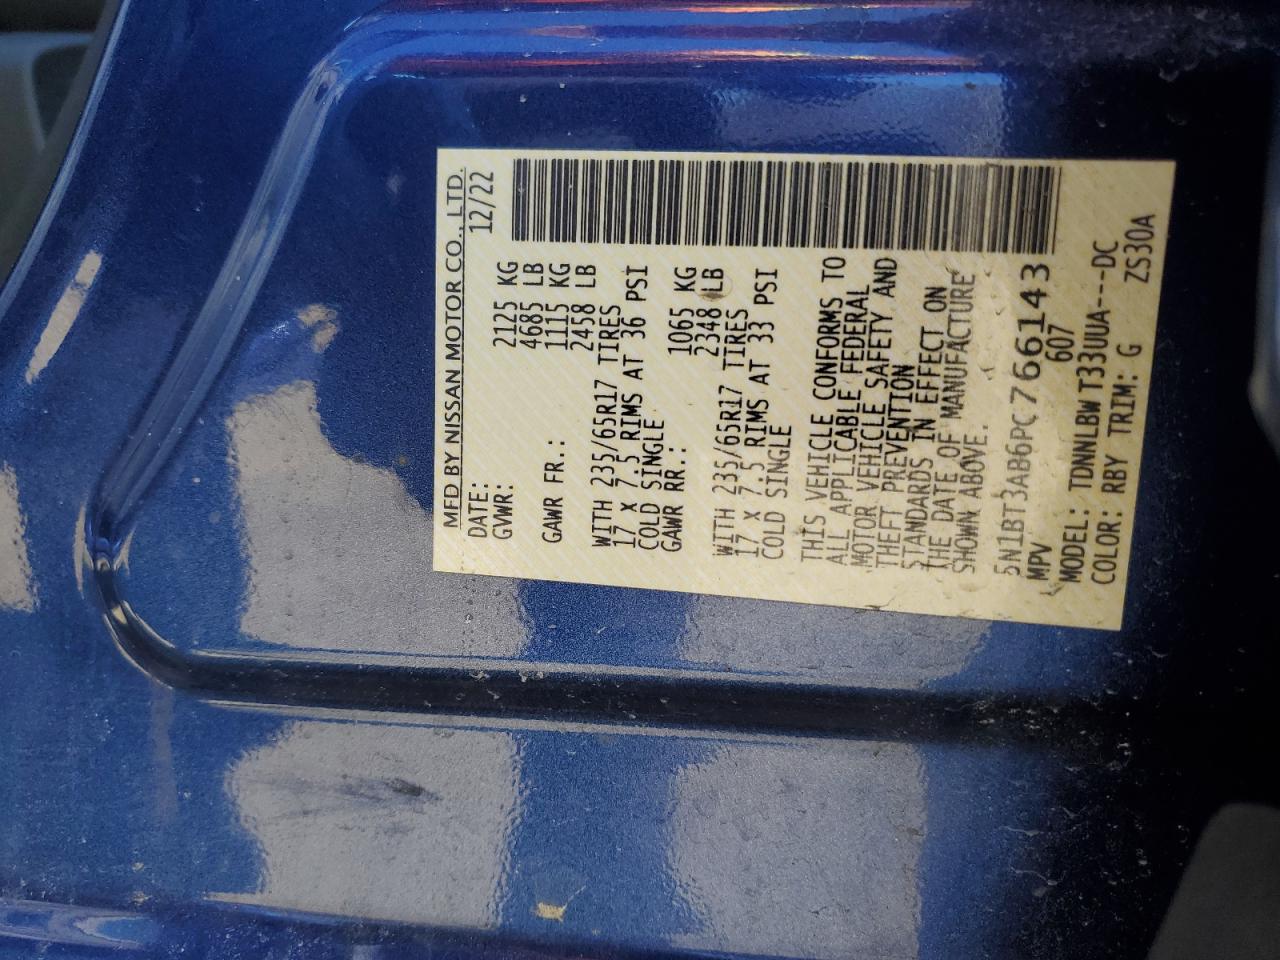 MFD BY NISSAN MOTOR CO., LTD.
DATE: 12/22
GVWR: 2125 KG
4685 LB
GAWR FR.: 1115 KG
2458 LB
WITH 235/65R17 TIRES
17 X 7.5 RIMS AT 36 PSI
COLD SINGLE
GAWR RR.: 1065 KG
2348 LB
WITH 235/65R17 TIRES
17 X 7.5 RIMS AT 33 PSI
COLD SINGLE
THIS VEHICLE CONFORMS TO
ALL APPLICABLE FEDERAL
MOTOR VEHICLE SAFETY AND
THEFT PREVENTION
STANDARDS IN EFFECT ON
THE DATE OF MANUFACTURE
SHOWN ABOVE.
5N1BT3AB6PC766143
MPV 607
MODEL: TDNNLBW T33UUA----DC
COLOR: RBY TRIM: G ZS30A